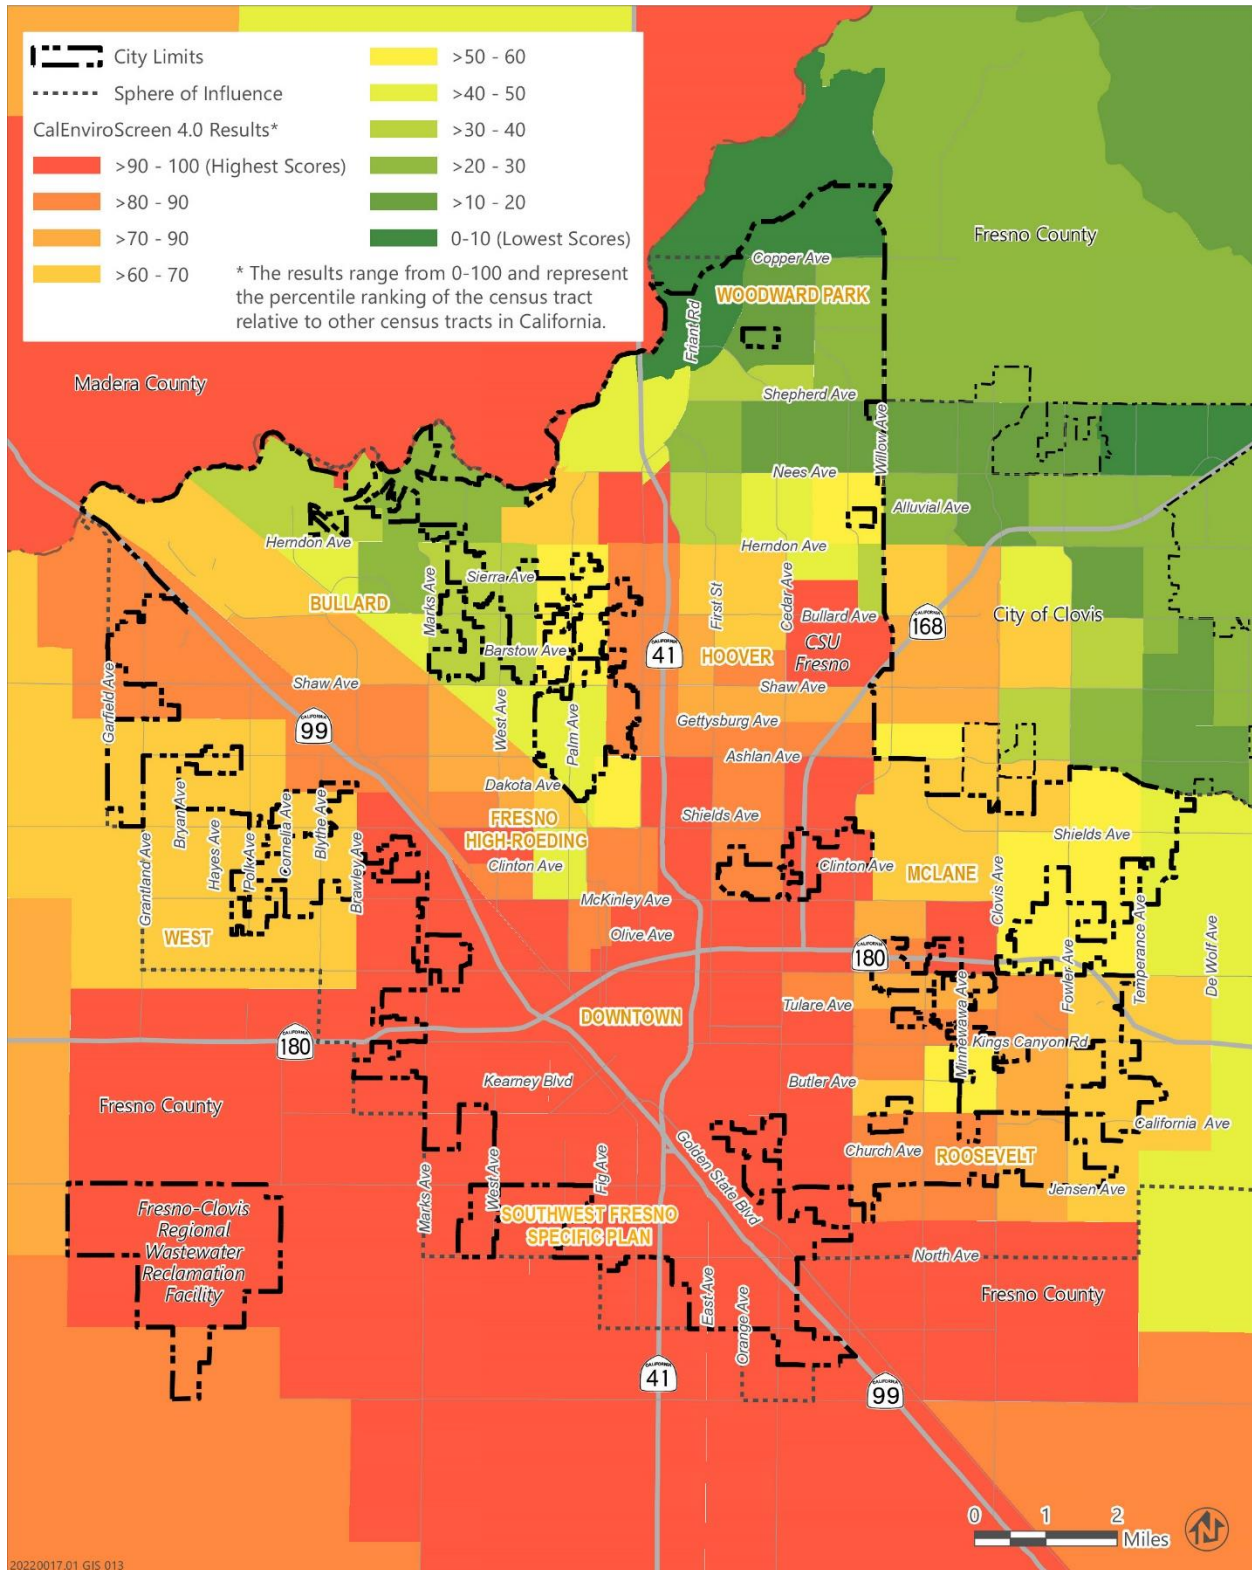 City Limits
Sphere of Influence
CalEnviroScreen 4.0 Results*
>90 - 100 (Highest Scores)
>80 - 90
>70 - 90
>60 - 70
>50 - 60
>40 - 50
>30 - 40
>20 - 30
>10 - 20
0-10 (Lowest Scores)
* The results range from 0-100 and represent
the percentile ranking of the census tract
relative to other census tracts in California.
Fresno County
Copper Ave
WOODWARD PARK
Friant Rd
Madera County
Shepherd Ave
Willow Ave
Nees Ave
Alluvial Ave
Herndon Ave
Herndon Ave
Sierra Ave
Marks Ave
BULLARD
First St
Cedar Ave
Bullard Ave
CALIFORNIA
168
City of Clovis
CSU
Fresno
Barstow Ave
CALIFORNIA
41
HOOVER
Garfield Ave
Shaw Ave
Shaw Ave
CALIFORNIA
99
West Ave
Palm Ave
Gettysburg Ave
Ashlan Ave
Dakota Ave
FRESNO
HIGH-ROEDING
Shields Ave
Shields Ave
Grantland Ave
Bryan Ave
Hayes Ave
Polk Ave
Cornelia Ave
Blythe Ave
Brawley Ave
Clinton Ave
Clinton Ave
MCLANE
Clovis Ave
McKinley Ave
WEST
Olive Ave
CALIFORNIA
180
Fowler Ave
Temperance Ave
De Wolf Ave
DOWNTOWN
Tulare Ave
Minnewawa Ave
Kings Canyon Rd
CALIFORNIA
180
Kearney Blvd
Butler Ave
Fresno County
California Ave
Golden State Blvd
Church Ave
ROOSEVELT
Jensen Ave
Marks Ave
West Ave
Fig Ave
SOUTHWEST FRESNO
SPECIFIC PLAN
Fresno-Clovis
Regional
Wastewater
Reclamation
Facility
North Ave
Fresno County
East Ave
Orange Ave
CALIFORNIA
41
CALIFORNIA
99
0 1 2
Miles
N
20220017.01 GIS 013